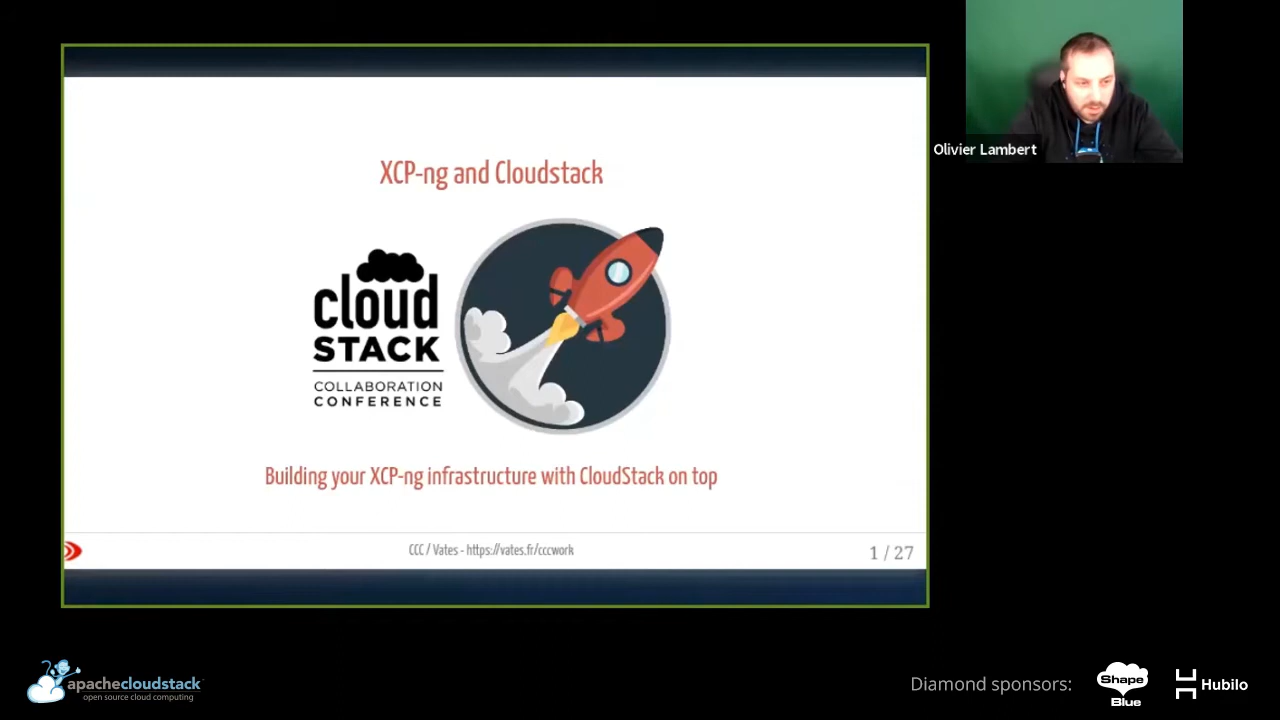 XCP-ng and Cloudstack
cloud
STACK
COLLABORATION
CONFERENCE
Building your XCP-ng infrastructure with CloudStack on top
CCC / Vates - https://vates.fr/cccwork
1 / 27
Olivier Lambert
apachecloudstack
open source cloud computing
Diamond sponsors:
Shape
Blue
Hubilo